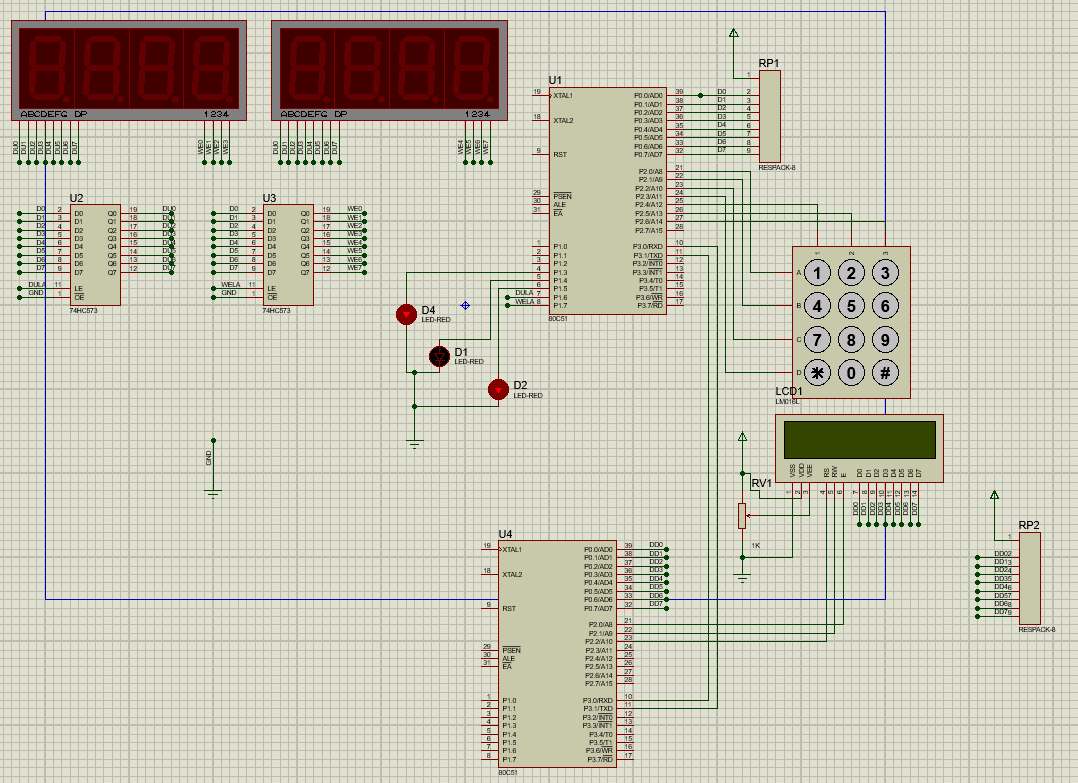 ABCDEFG DP 1234
ABCDEFG DP 1234
DU0 DU1 DU2 DU3 DU4 DU5 DU6 DU7
WE0 WE1 WE2 WE3
DU0 DU1 DU2 DU3 DU4 DU5 DU6 DU7
WE4 WE5 WE6 WE7
U2
D0 2 D0 Q0 19 DU0
D1 3 D1 Q1 18
D2 4 D2 Q2 17
D3 5 D3 Q3 16
D4 6 D4 Q4 15
D5 7 D5 Q5 14
D6 8 D6 Q6 13
D7 9 D7 Q7 12
DULA 11 LE
GND 1 OE
74HC573
U3
D0 2 D0 Q0 19 WE0
D1 3 D1 Q1 18 WE1
D2 4 D2 Q2 17 WE2
D3 5 D3 Q3 16 WE3
D4 6 D4 Q4 15 WE4
D5 7 D5 Q5 14 WE5
D6 8 D6 Q6 13 WE6
D7 9 D7 Q7 12 WE7
WELA 11 LE
GND 1 OE
74HC573
U1
19 XTAL1 P0.0/AD0 39 D0
P0.1/AD1 38 D1
18 XTAL2 P0.2/AD2 37 D2
P0.3/AD3 36 D3
P0.4/AD4 35 D4
P0.5/AD5 34 D5
P0.6/AD6 33 D6
9 RST P0.7/AD7 32 D7
P2.0/A8 21
P2.1/A9 22
P2.2/A10 23
29 PSEN P2.3/A11 24
30 ALE P2.4/A12 25
31 EA P2.5/A13 26
P2.6/A14 27
P2.7/A15 28
1 P1.0 P3.0/RXD 10
2 P1.1 P3.1/TXD 11
3 P1.2 P3.2/INT0 12
4 P1.3 P3.3/INT1 13
5 P1.4 P3.4/T0 14
6 P1.5 P3.5/T1 15
DULA 7 P1.6 P3.6/WR 16
WELA 8 P1.7 P3.7/RD 17
80C51
RP1
1
2
3
4
5
6
7
8
9
RESPACK-8
D4
LED-RED
D1
LED-RED
D2
LED-RED
GND
1 2 3
A 1 2 3
B 4 5 6
C 7 8 9
D * 0 #
LCD1
LM016L
VSS VDD VEE RS RW E D0 D1 D2 D3 D4 D5 D6 D7
1 2 3 4 5 6 7 8 9 10 11 12 13 14
DD0 DD1 DD2 DD3 DD4 DD5 DD6 DD7
RV1
1K
RP2
1
DD0 2
DD1 3
DD2 4
DD3 5
DD4 6
DD5 7
DD6 8
DD7 9
RESPACK-8
U4
19 XTAL1 P0.0/AD0 39 DD0
P0.1/AD1 38 DD1
P0.2/AD2 37 DD2
18 XTAL2 P0.3/AD3 36 DD3
P0.4/AD4 35 DD4
P0.5/AD5 34 DD5
P0.6/AD6 33 DD6
9 RST P0.7/AD7 32 DD7
P2.0/A8 21
P2.1/A9 22
P2.2/A10 23
29 PSEN P2.3/A11 24
30 ALE P2.4/A12 25
31 EA P2.5/A13 26
P2.6/A14 27
P2.7/A15 28
1 P1.0 P3.0/RXD 10
2 P1.1 P3.1/TXD 11
3 P1.2 P3.2/INT0 12
4 P1.3 P3.3/INT1 13
5 P1.4 P3.4/T0 14
6 P1.5 P3.5/T1 15
7 P1.6 P3.6/WR 16
8 P1.7 P3.7/RD 17
80C51